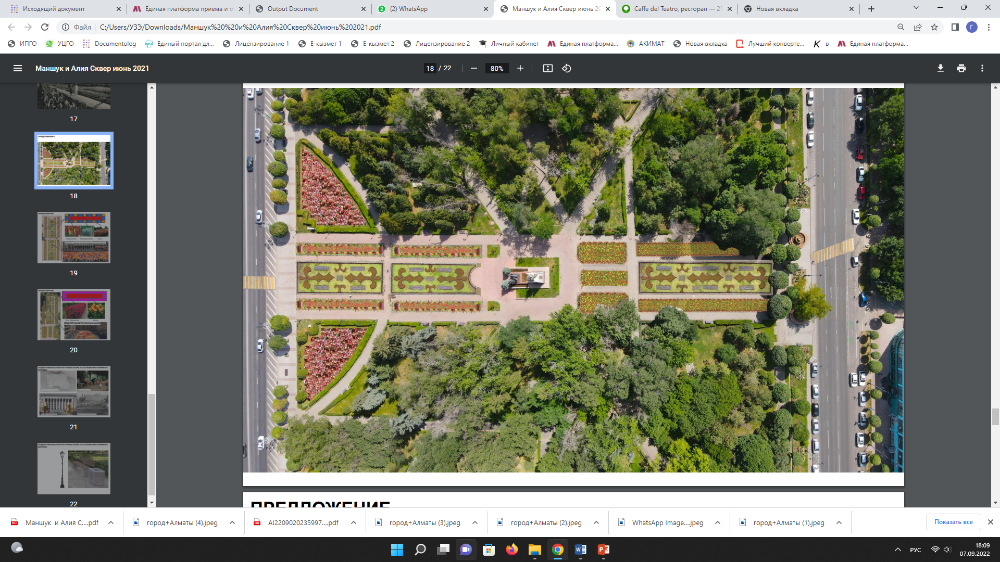 Исходящий документ
Единая платформа приема и о
Output Document
(2) WhatsApp
Маншук и Алия Сквер июнь 20
Caffe del Teatro, ресторан — 2Г
Новая вкладка
Файл
C:/Users/УЗЭ/Downloads/Маншук%20%20и%20Алия%20Сквер%20июнь%202021.pdf
Г
ИПГО
УЦГО
Documentolog
Единый портал дл...
Лицензирование 1
Е-кызмет 1
Е-кызмет 2
Лицензирование 2
Личный кабинет
Единая платформа...
АКИМАТ
Новая вкладка
Лучший конверте...
в
Единая платформа...
Маншук и Алия Сквер июнь 2021
18 / 22
80%
17
18
19
20
21
22
ПРЕДЛОЖЕНИЕ
Маншук и Алия С....pdf
город+Алматы (4).jpeg
AI2209020235997....pdf
город+Алматы (3).jpeg
город+Алматы (2).jpeg
WhatsApp Image....jpeg
город+Алматы (1).jpeg
Показать все
РУС
18:09
07.09.2022